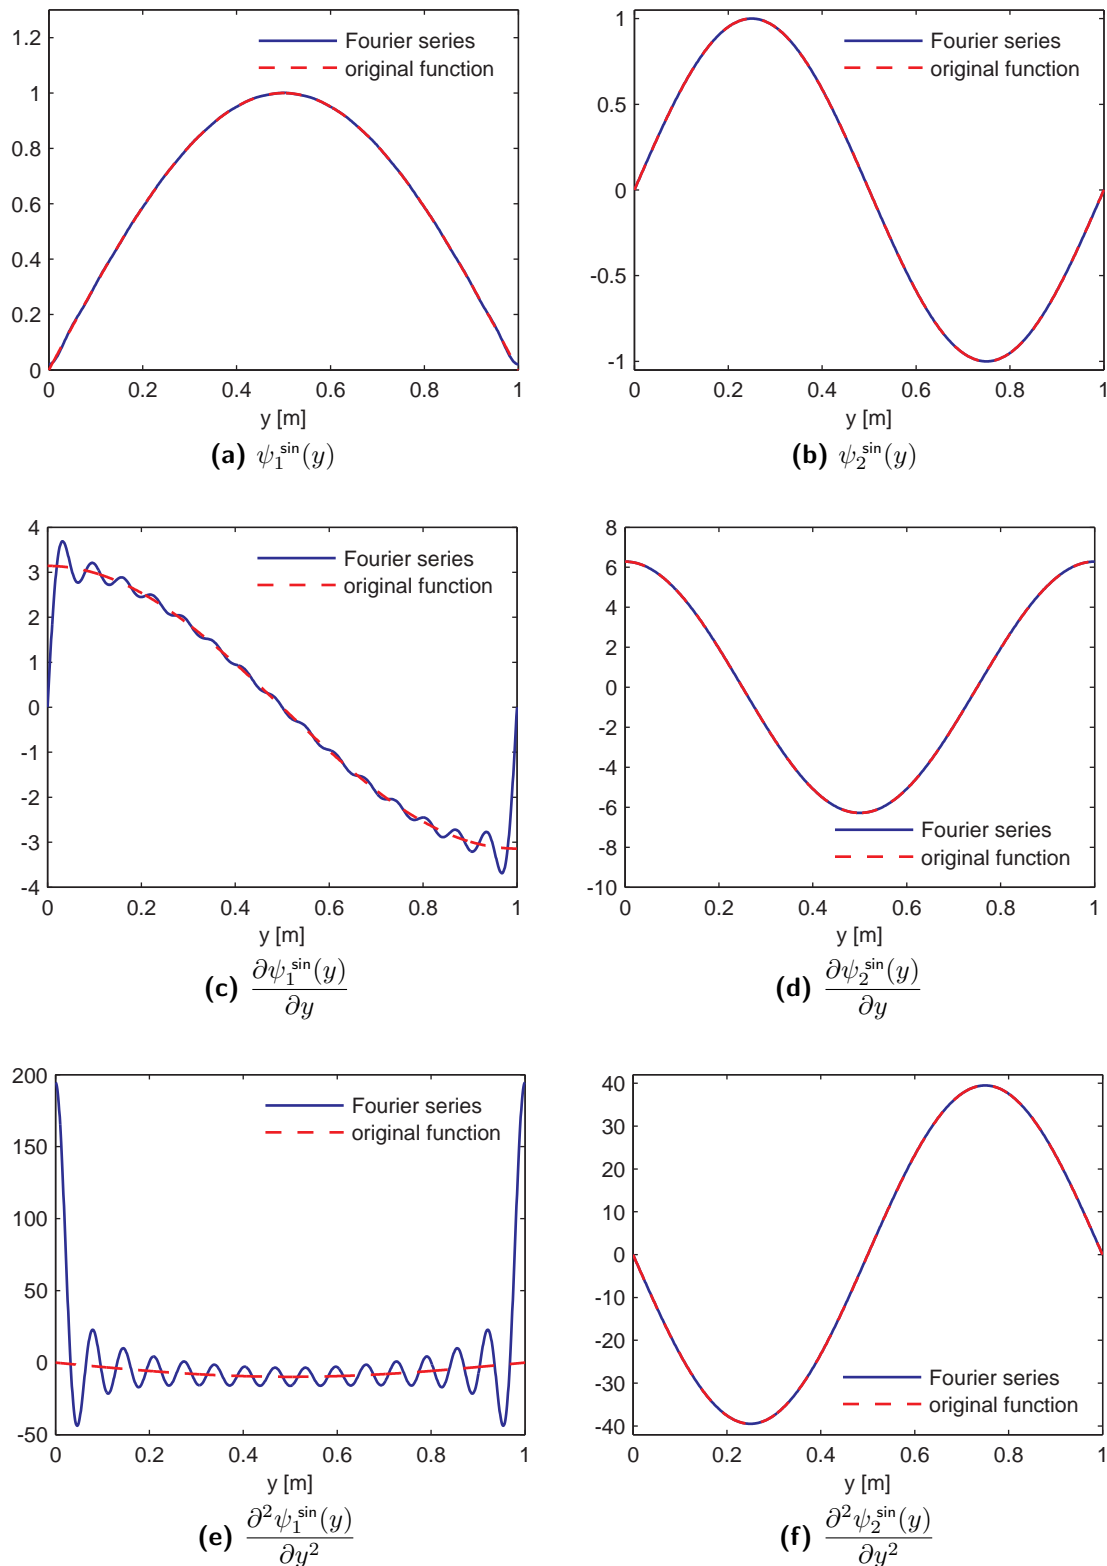 1.2
1
0.8
0.6
0.4
0.2
0
0 0.2 0.4 0.6 0.8 1
Fourier series
original function
y [m]
(a) ψ₁ˢⁱⁿ(y)
1
0.5
0
-0.5
-1
0 0.2 0.4 0.6 0.8 1
Fourier series
original function
y [m]
(b) ψ₂ˢⁱⁿ(y)
4
3
2
1
0
-1
-2
-3
-4
0 0.2 0.4 0.6 0.8 1
Fourier series
original function
y [m]
(c) ∂ψ₁ˢⁱⁿ(y)
∂y
8
6
4
2
0
-2
-4
-6
-8
-10
0 0.2 0.4 0.6 0.8 1
Fourier series
original function
y [m]
(d) ∂ψ₂ˢⁱⁿ(y)
∂y
200
150
100
50
0
-50
0 0.2 0.4 0.6 0.8 1
Fourier series
original function
y [m]
(e) ∂²ψ₁ˢⁱⁿ(y)
∂y²
40
30
20
10
0
-10
-20
-30
-40
0 0.2 0.4 0.6 0.8 1
Fourier series
original function
y [m]
(f) ∂²ψ₂ˢⁱⁿ(y)
∂y²